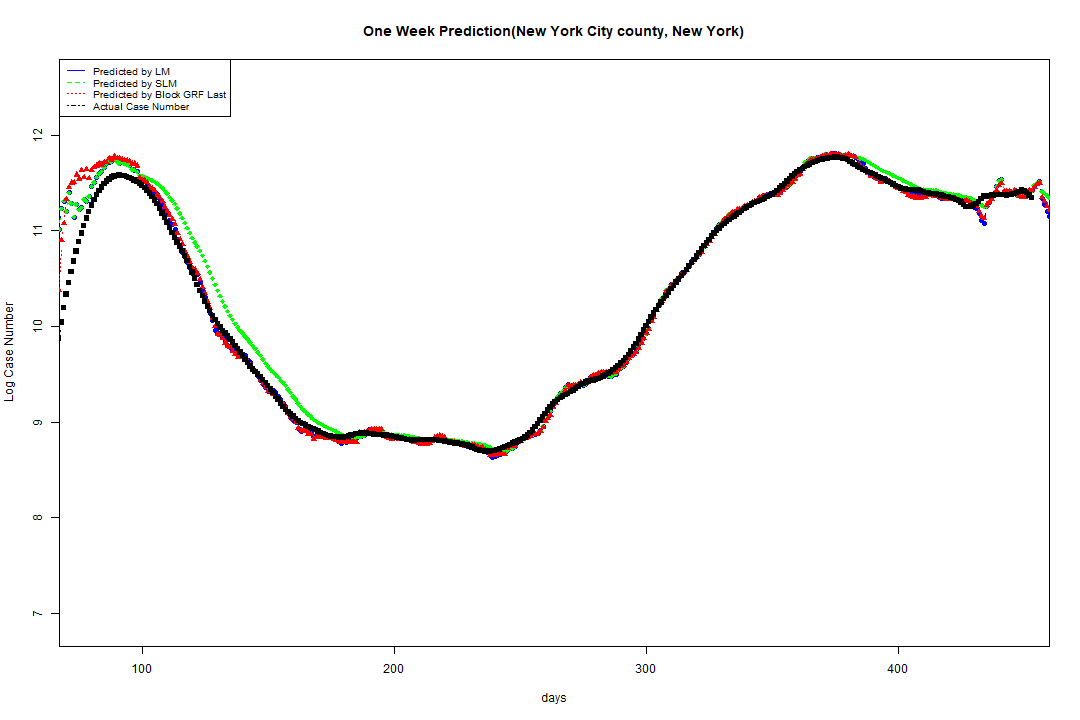 One Week Prediction(New York City county, New York)
Predicted by LM
Predicted by SLM
Predicted by Block GRF Last
Actual Case Number
12
11
10
9
8
7
Log Case Number
100 200 300 400
days